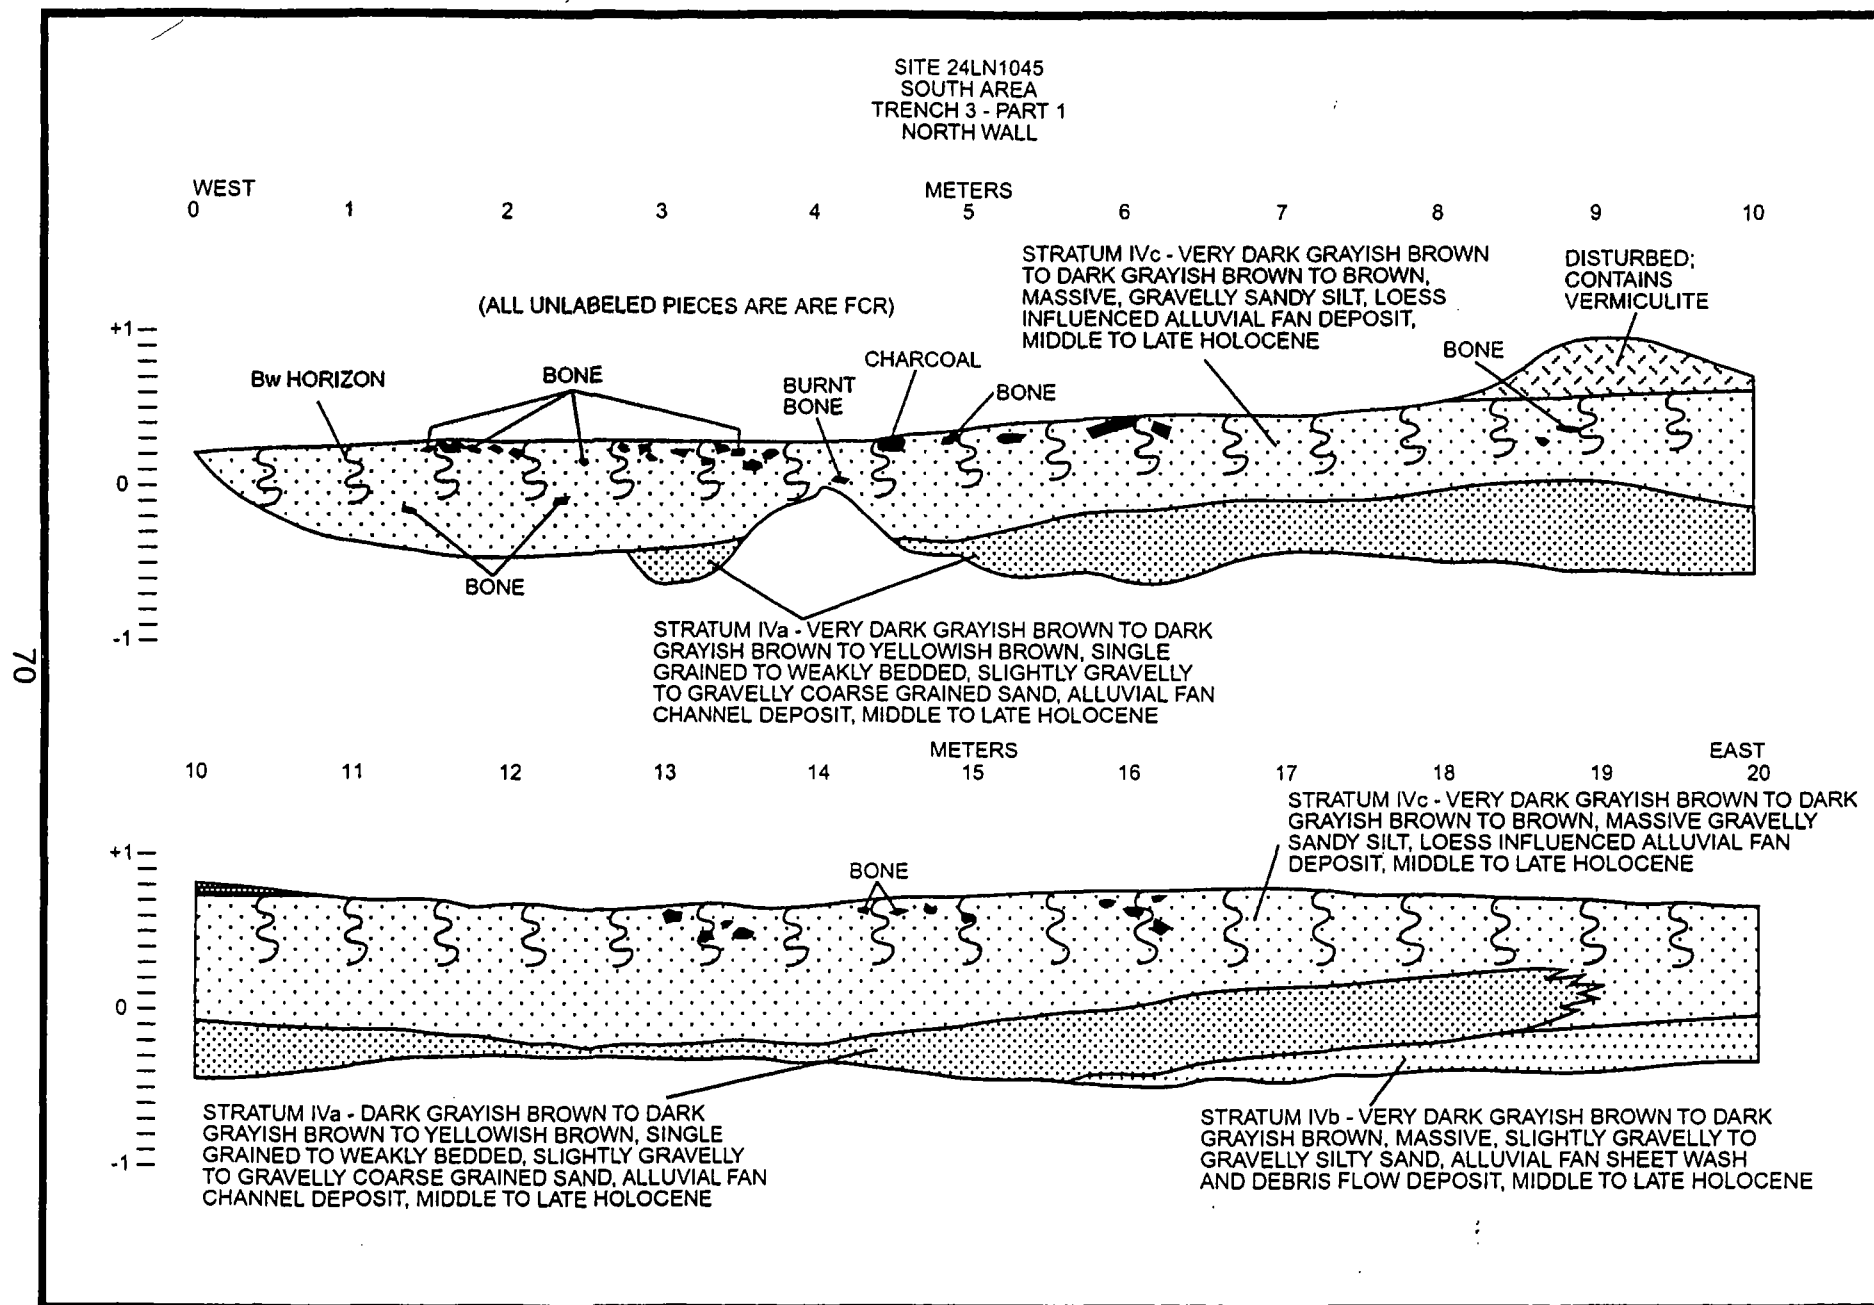 SITE 24LN1045
SOUTH AREA
TRENCH 3 - PART 1
NORTH WALL
WEST
METERS
0 1 2 3 4 5 6 7 8 9 10
STRATUM IVc - VERY DARK GRAYISH BROWN
TO DARK GRAYISH BROWN TO BROWN,
MASSIVE, GRAVELLY SANDY SILT, LOESS
INFLUENCED ALLUVIAL FAN DEPOSIT,
MIDDLE TO LATE HOLOCENE
DISTURBED;
CONTAINS
VERMICULITE
(ALL UNLABELED PIECES ARE ARE FCR)
+1
0
-1
Bw HORIZON
BONE
BURNT
BONE
CHARCOAL
BONE
BONE
BONE
STRATUM IVa - VERY DARK GRAYISH BROWN TO DARK
GRAYISH BROWN TO YELLOWISH BROWN, SINGLE
GRAINED TO WEAKLY BEDDED, SLIGHTLY GRAVELLY
TO GRAVELLY COARSE GRAINED SAND, ALLUVIAL FAN
CHANNEL DEPOSIT, MIDDLE TO LATE HOLOCENE
70
METERS
EAST
10 11 12 13 14 15 16 17 18 19 20
STRATUM IVc - VERY DARK GRAYISH BROWN TO DARK
GRAYISH BROWN TO BROWN, MASSIVE GRAVELLY
SANDY SILT, LOESS INFLUENCED ALLUVIAL FAN
DEPOSIT, MIDDLE TO LATE HOLOCENE
+1
0
-1
BONE
STRATUM IVa - DARK GRAYISH BROWN TO DARK
GRAYISH BROWN TO YELLOWISH BROWN, SINGLE
GRAINED TO WEAKLY BEDDED, SLIGHTLY GRAVELLY
TO GRAVELLY COARSE GRAINED SAND, ALLUVIAL FAN
CHANNEL DEPOSIT, MIDDLE TO LATE HOLOCENE
STRATUM IVb - VERY DARK GRAYISH BROWN TO DARK
GRAYISH BROWN, MASSIVE, SLIGHTLY GRAVELLY TO
GRAVELLY SILTY SAND, ALLUVIAL FAN SHEET WASH
AND DEBRIS FLOW DEPOSIT, MIDDLE TO LATE HOLOCENE